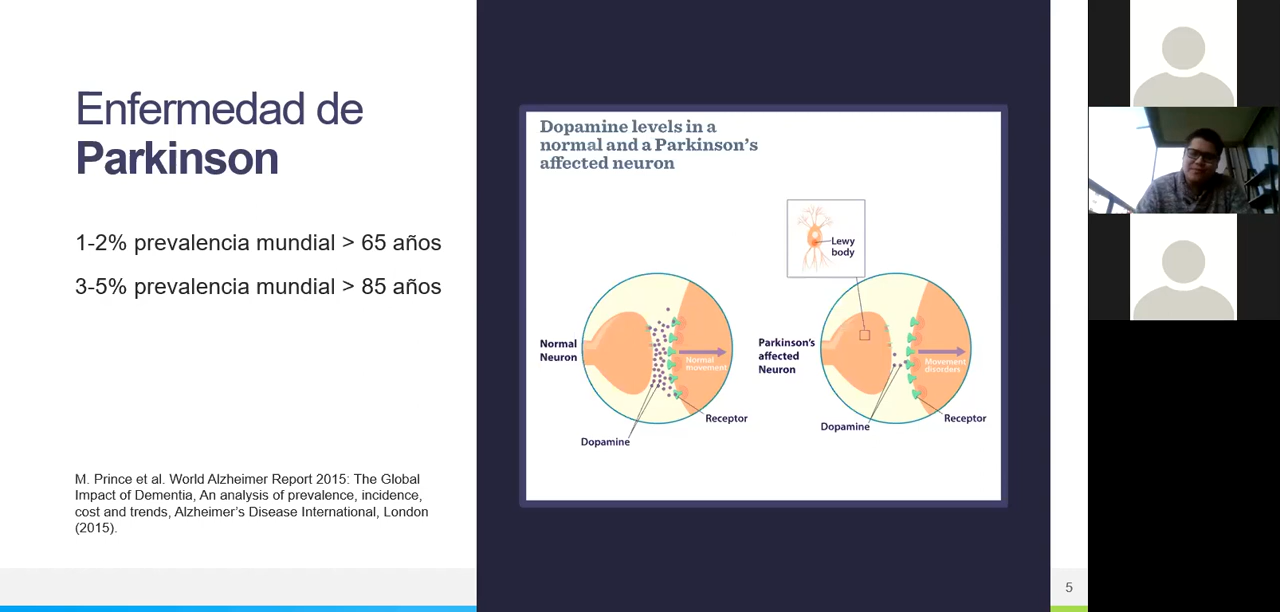 Enfermedad de
Parkinson
1-2% prevalencia mundial > 65 años
3-5% prevalencia mundial > 85 años
M. Prince et al. World Alzheimer Report 2015: The Global
Impact of Dementia, An analysis of prevalence, incidence,
cost and trends, Alzheimer's Disease International, London
(2015).
Dopamine levels in a
normal and a Parkinson's
affected neuron
Lewy
body
Normal
Neuron
Normal
movement
Receptor
Dopamine
Parkinson's
affected
Neuron
Movement
disorders
Receptor
Dopamine
5